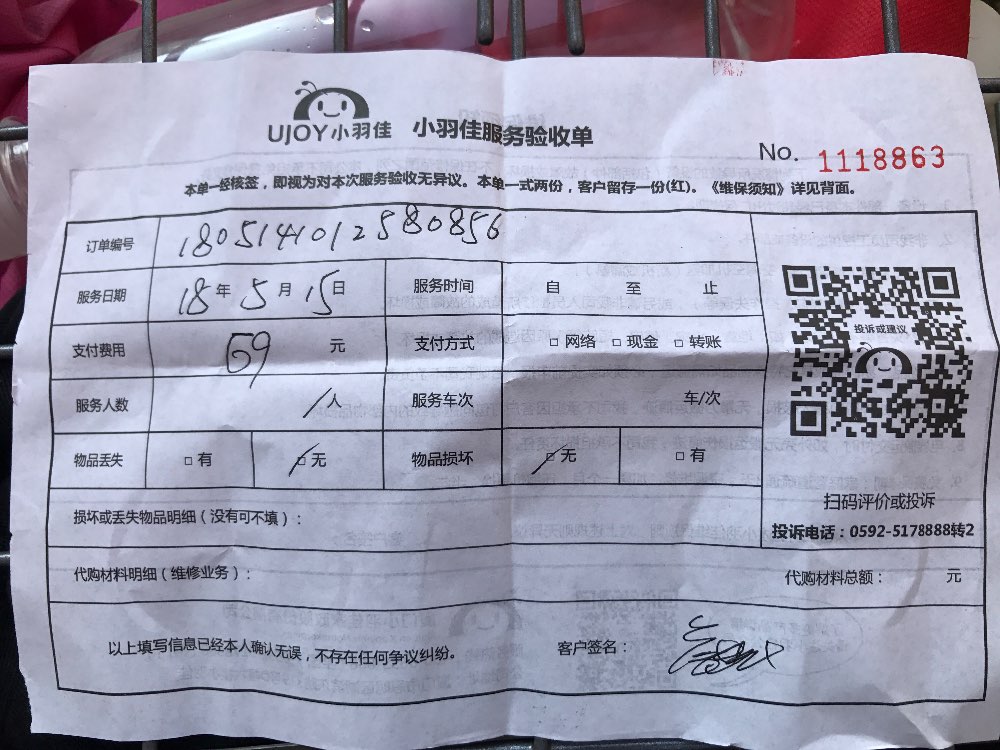 UJOY小羽佳 小羽佳服务验收单
No. 1118863
本单一经核签，即视为对本次服务验收无异议。本单一式两份，客户留存一份(红)。《维保须知》详见背面。
订单编号 180514101258 0856
服务日期 18年5月15日 服务时间 自 至 止
支付费用 59 元 支付方式 □网络 □现金 □转账
投诉或建议
服务人数 1人 服务车次 车/次
物品丢失 □有 □无 物品损坏 □无 □有
扫码评价或投诉
损坏或丢失物品明细（没有可不填）：
投诉电话：0592-5178888转2
代购材料明细（维修业务）： 代购材料总额： 元
以上填写信息已经本人确认无误，不存在任何争议纠纷。 客户签名：